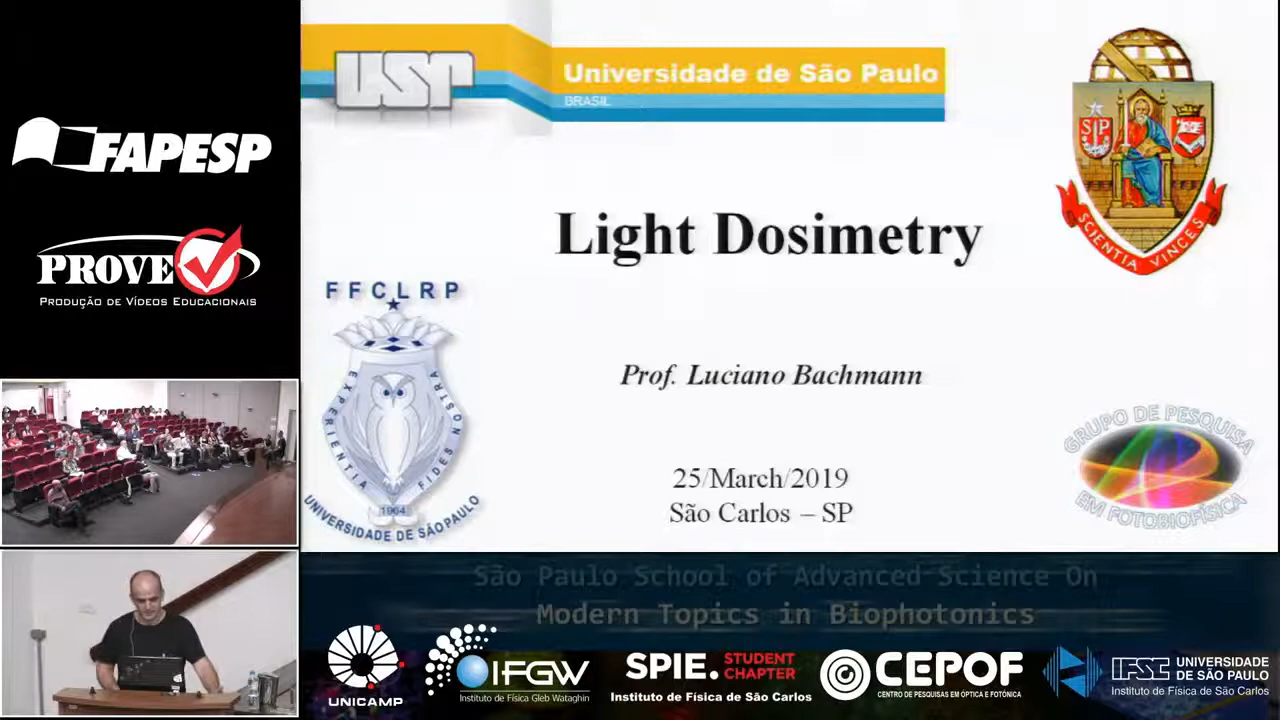 FAPESP
PROVE
PRODUÇÃO DE VÍDEOS EDUCACIONAIS
USP
Universidade de São Paulo
BRASIL
SP
SCIENTIA VINCES
Light Dosimetry
FFCLRP
EXPERIENTIA
FIDES NOSTRA
1964
UNIVERSIDADE DE SÃO PAULO
Prof. Luciano Bachmann
25/March/2019
São Carlos – SP
GRUPO DE PESQUISA
EM FOTOBIOFÍSICA
São Paulo School of Advanced Science On
Modern Topics in Biophotonics
UNICAMP
IFGW
Instituto de Física Gleb Wataghin
SPIE. STUDENT
CHAPTER
Instituto de Física de São Carlos
CEPOF
CENTRO DE PESQUISAS EM ÓPTICA E FOTÔNICA
IFSC UNIVERSIDADE
DE SÃO PAULO
Instituto de Física de São Carlos